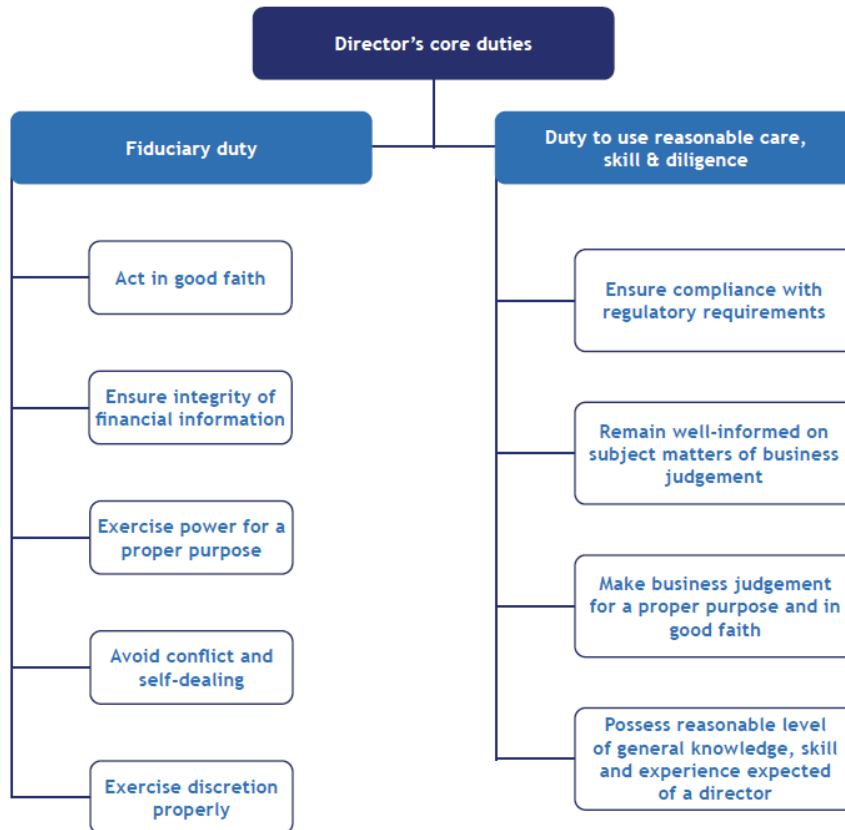 Director’s core duties
Fiduciary duty
Act in good faith
Ensure integrity of
financial information
Exercise power for a
proper purpose
Avoid conflict and
self-dealing
Exercise discretion
properly
Duty to use reasonable care,
skill & diligence
Ensure compliance with
regulatory requirements
Remain well-informed on
subject matters of business
judgement
Make business judgement
for a proper purpose and in
good faith
Possess reasonable level
of general knowledge, skill
and experience expected
of a director